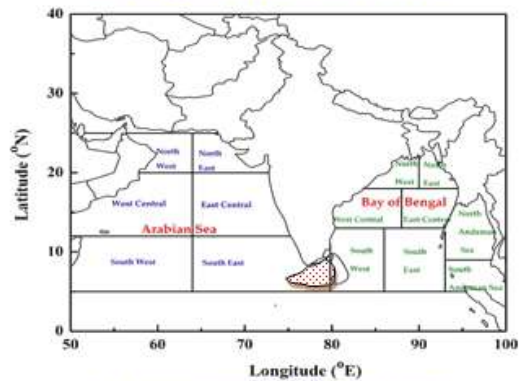 40
30
20
10
0
Latitude (°N)
North West
North East
West Central
East Central
Arabian Sea
South West
South East
North West
North East
Bay of Bengal
West Central
East Central
South West
South East
North Andaman Sea
South Andaman Sea
50 60 70 80 90 100
Longitude (°E)